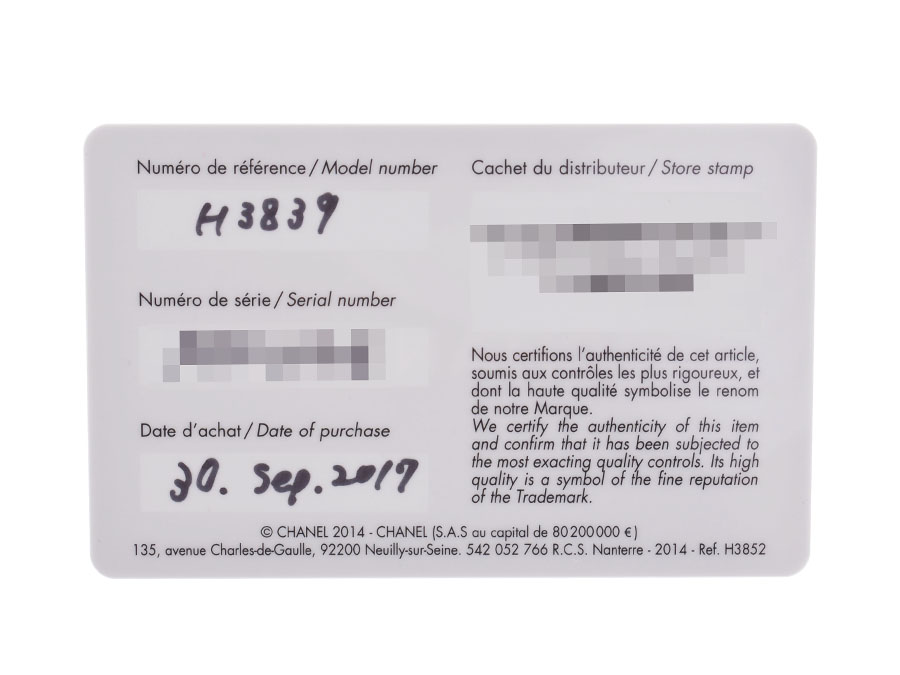 Numéro de référence / Model number
H3839
Numéro de série / Serial number
Date d'achat / Date of purchase
30. Sep. 2017
Cachet du distributeur / Store stamp
Nous certifions l'authenticité de cet article,
soumis aux contrôles les plus rigoureux, et
dont la haute qualité symbolise le renom
de notre Marque.
We certify the authenticity of this item
and confirm that it has been subjected to
the most exacting quality controls. Its high
quality is a symbol of the fine reputation
of the Trademark.
© CHANEL 2014 - CHANEL (S.A.S au capital de 80 200 000 €)
135, avenue Charles-de-Gaulle, 92200 Neuilly-sur-Seine. 542 052 766 R.C.S. Nanterre - 2014 - Ref. H3852